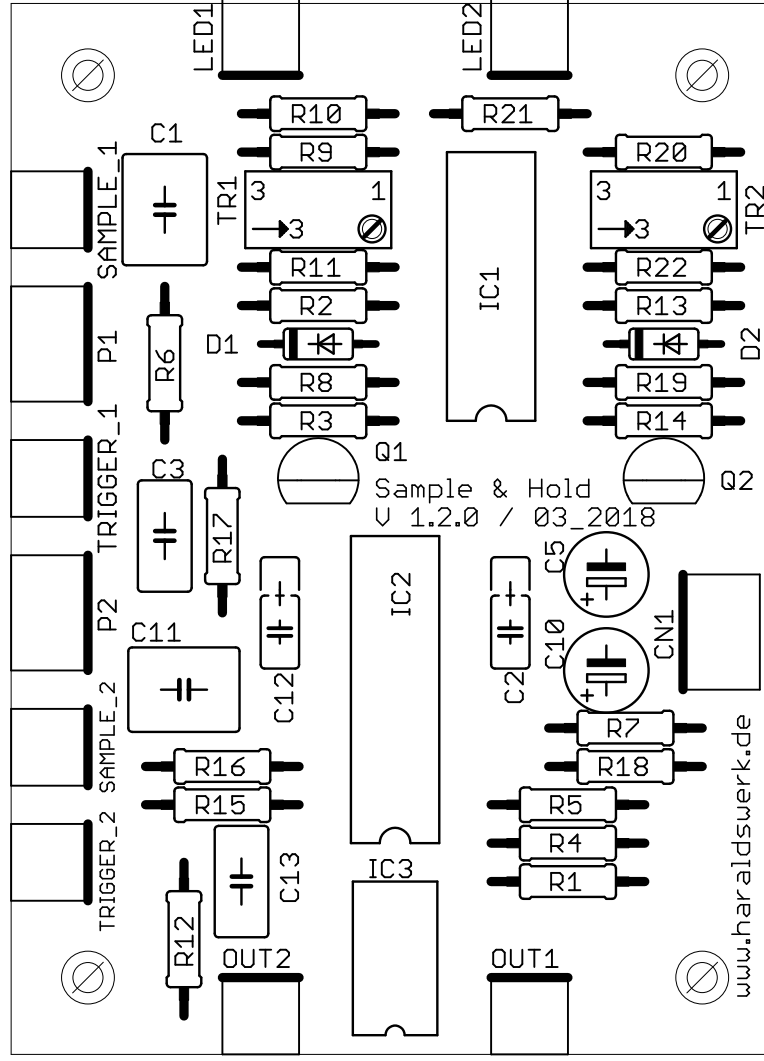 LED1
LED2
R10
R21
C1
R9
R20
SAMPLE_1
TR1
3 1
3
3 1
3
TR2
R11
R22
IC1
R2
R13
P1
R6
D1
D2
R8
R19
R3
R14
TRIGGER_1
Q1
Q2
C3
Sample & Hold
V 1.2.0 / 03_2018
R17
C5
+
IC2
P2
C11
C12
C2
C10
+
CN1
SAMPLE_2
R7
R16
R18
R15
R5
TRIGGER_2
R4
C13
IC3
R1
R12
OUT2
OUT1
www.haraldswerk.de